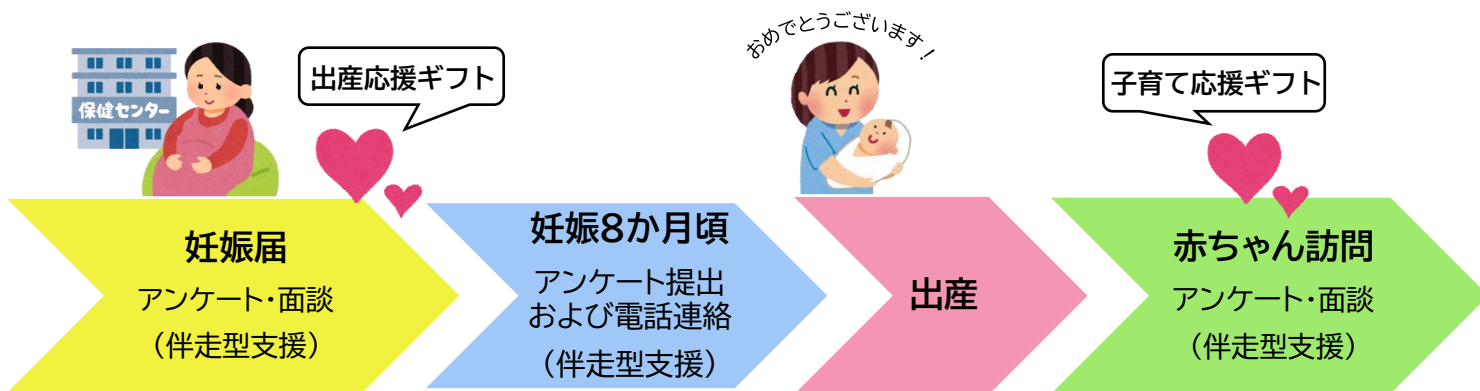 おめでとうございます！
保健センター
出産応援ギフト
子育て応援ギフト
妊娠届
アンケート・面談
（伴走型支援）
妊娠8か月頃
アンケート提出
および電話連絡
（伴走型支援）
出産
赤ちゃん訪問
アンケート・面談
（伴走型支援）